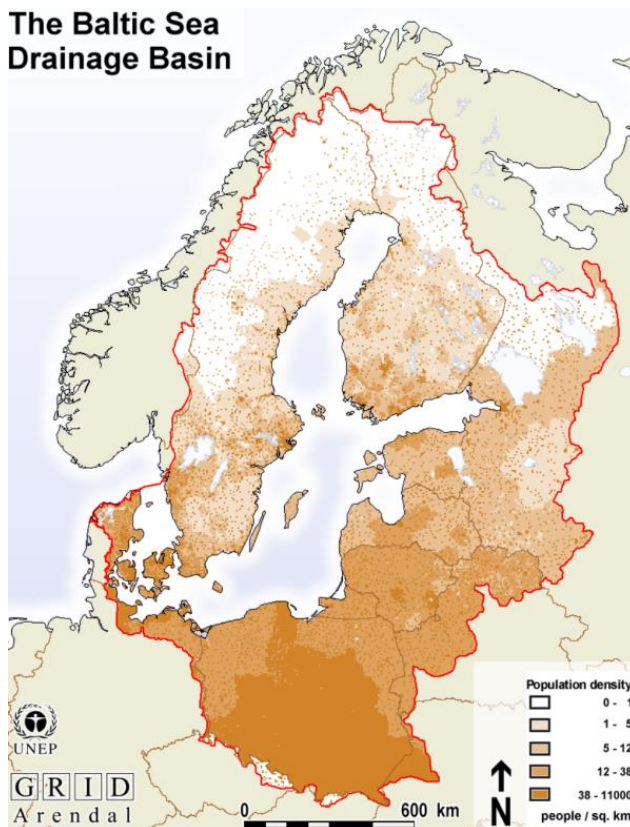 The Baltic Sea
Drainage Basin
Population density
0 - 1
1 - 5
5 - 12
12 - 38
38 - 11000
people / sq. km
UNEP
GRID
Arendal
0 600 km
N